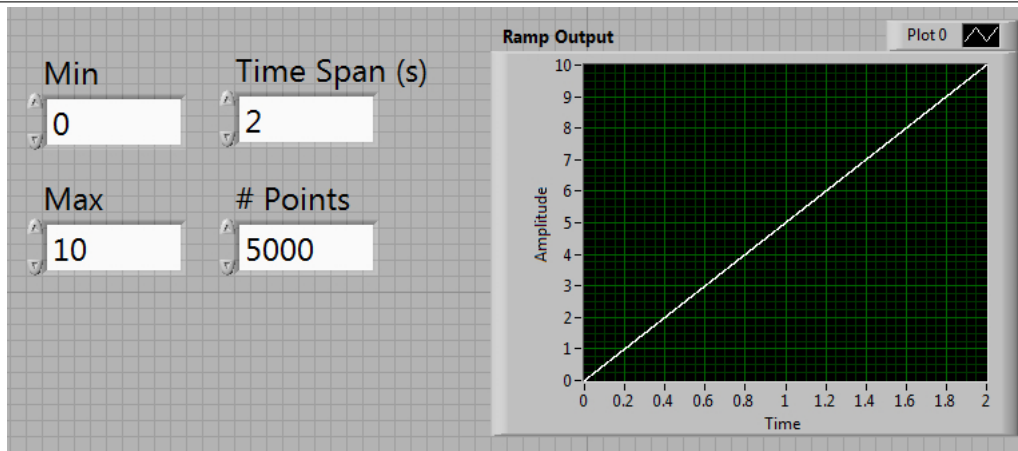 Min
Time Span (s)
0
2
Max
# Points
10
5000
Ramp Output
Plot 0
10
9
8
7
6
5
4
3
2
1
0
Amplitude
0 0.2 0.4 0.6 0.8 1 1.2 1.4 1.6 1.8 2
Time